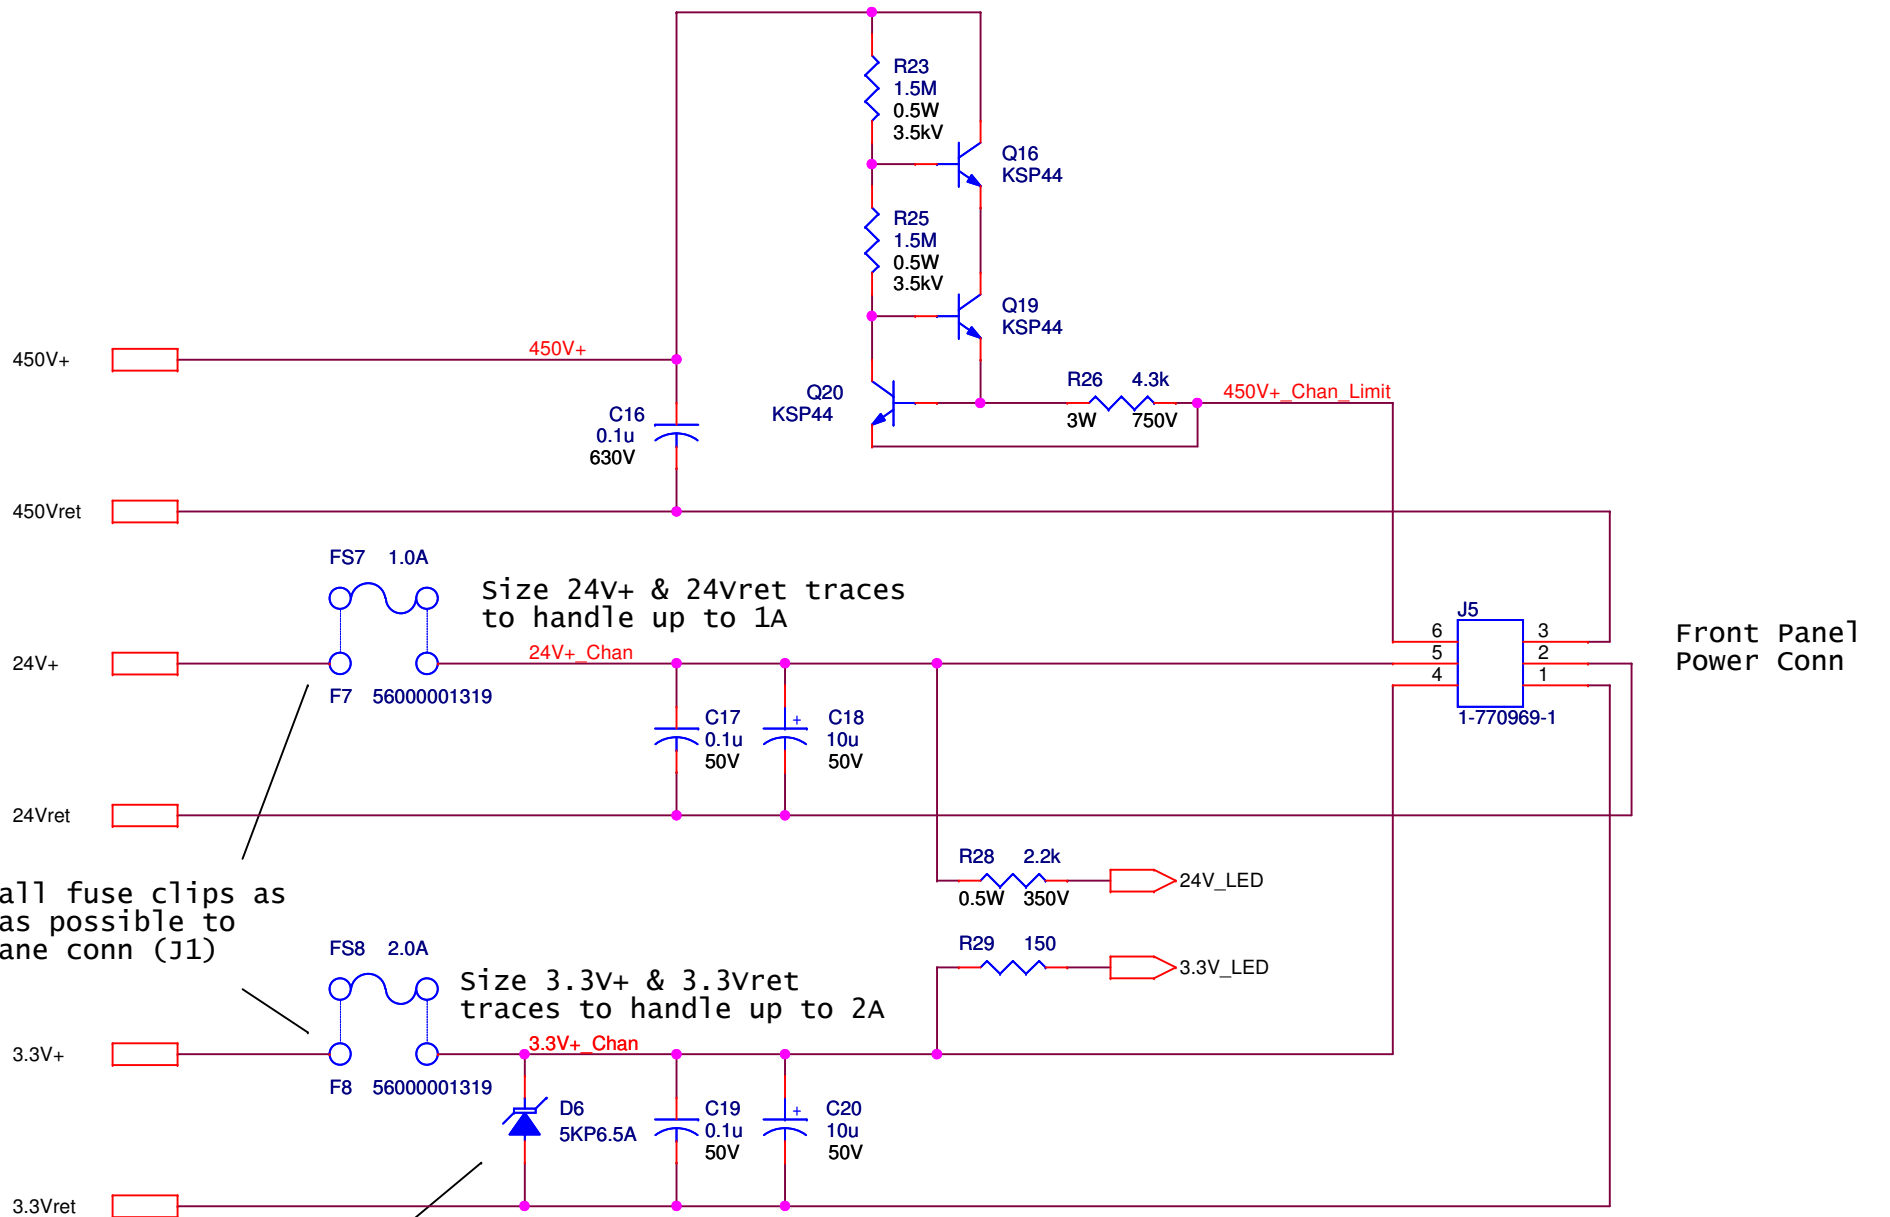 R23
1.5M
0.5W
3.5kV
Q16
KSP44
R25
1.5M
0.5W
3.5kV
Q19
KSP44
450V+
450V+
Q20
KSP44
R26 4.3k
3W 750V
450V+_Chan_Limit
C16
0.1u
630V
450Vret
FS7 1.0A
Size 24V+ & 24Vret traces
to handle up to 1A
24V+
24V+_Chan
F7 56000001319
J5
6 3
5 2
4 1
1-770969-1
Front Panel
Power Conn
C17
0.1u
50V
+ C18
10u
50V
24Vret
R28 2.2k
0.5W 350V
24V_LED
all fuse clips as
as possible to
ane conn (J1)
R29 150
3.3V_LED
FS8 2.0A
Size 3.3V+ & 3.3Vret
traces to handle up to 2A
3.3V+
3.3V+_Chan
F8 56000001319
D6
5KP6.5A
C19
0.1u
50V
+ C20
10u
50V
3.3Vret